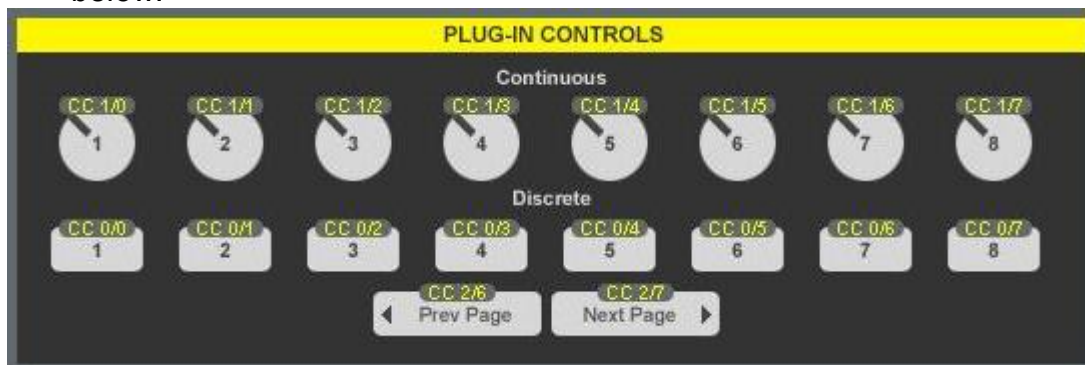 PLUG-IN CONTROLS
Continuous
CC 1/0 CC 1/1 CC 1/2 CC 1/3 CC 1/4 CC 1/5 CC 1/6 CC 1/7
1 2 3 4 5 6 7 8
Discrete
CC 0/0 CC 0/1 CC 0/2 CC 0/3 CC 0/4 CC 0/5 CC 0/6 CC 0/7
1 2 3 4 5 6 7 8
CC 2/6 CC 2/7
Prev Page Next Page